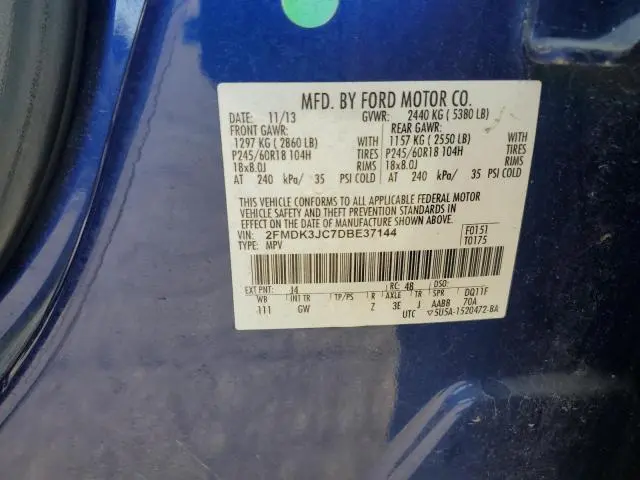 MFD. BY FORD MOTOR CO.
DATE: 11/13 GVWR: 2440 KG ( 5380 LB)
FRONT GAWR: REAR GAWR:
1297 KG ( 2860 LB) 1157 KG ( 2550 LB)
P245/60R18 104H TIRES P245/60R18 104H TIRES
18x8.0J RIMS 18x8.0J RIMS
AT 240 kPa/ 35 PSI COLD AT 240 kPa/ 35 PSI COLD
THIS VEHICLE CONFORMS TO ALL APPLICABLE FEDERAL MOTOR
VEHICLE SAFETY AND THEFT PREVENTION STANDARDS IN
EFFECT ON THE DATE OF MANUFACTURE SHOWN ABOVE.
VIN: 2FMDK3JC7DBE37144 F0151
TYPE: MPV T0175
EXT PNT: J4 RC: 48 DSO:
WB INT TR TP/PS R AXLE TR SPR DQ11F
111 GW Z 3E J AABB 70A
UTC ▽5U5A-1520472-BA